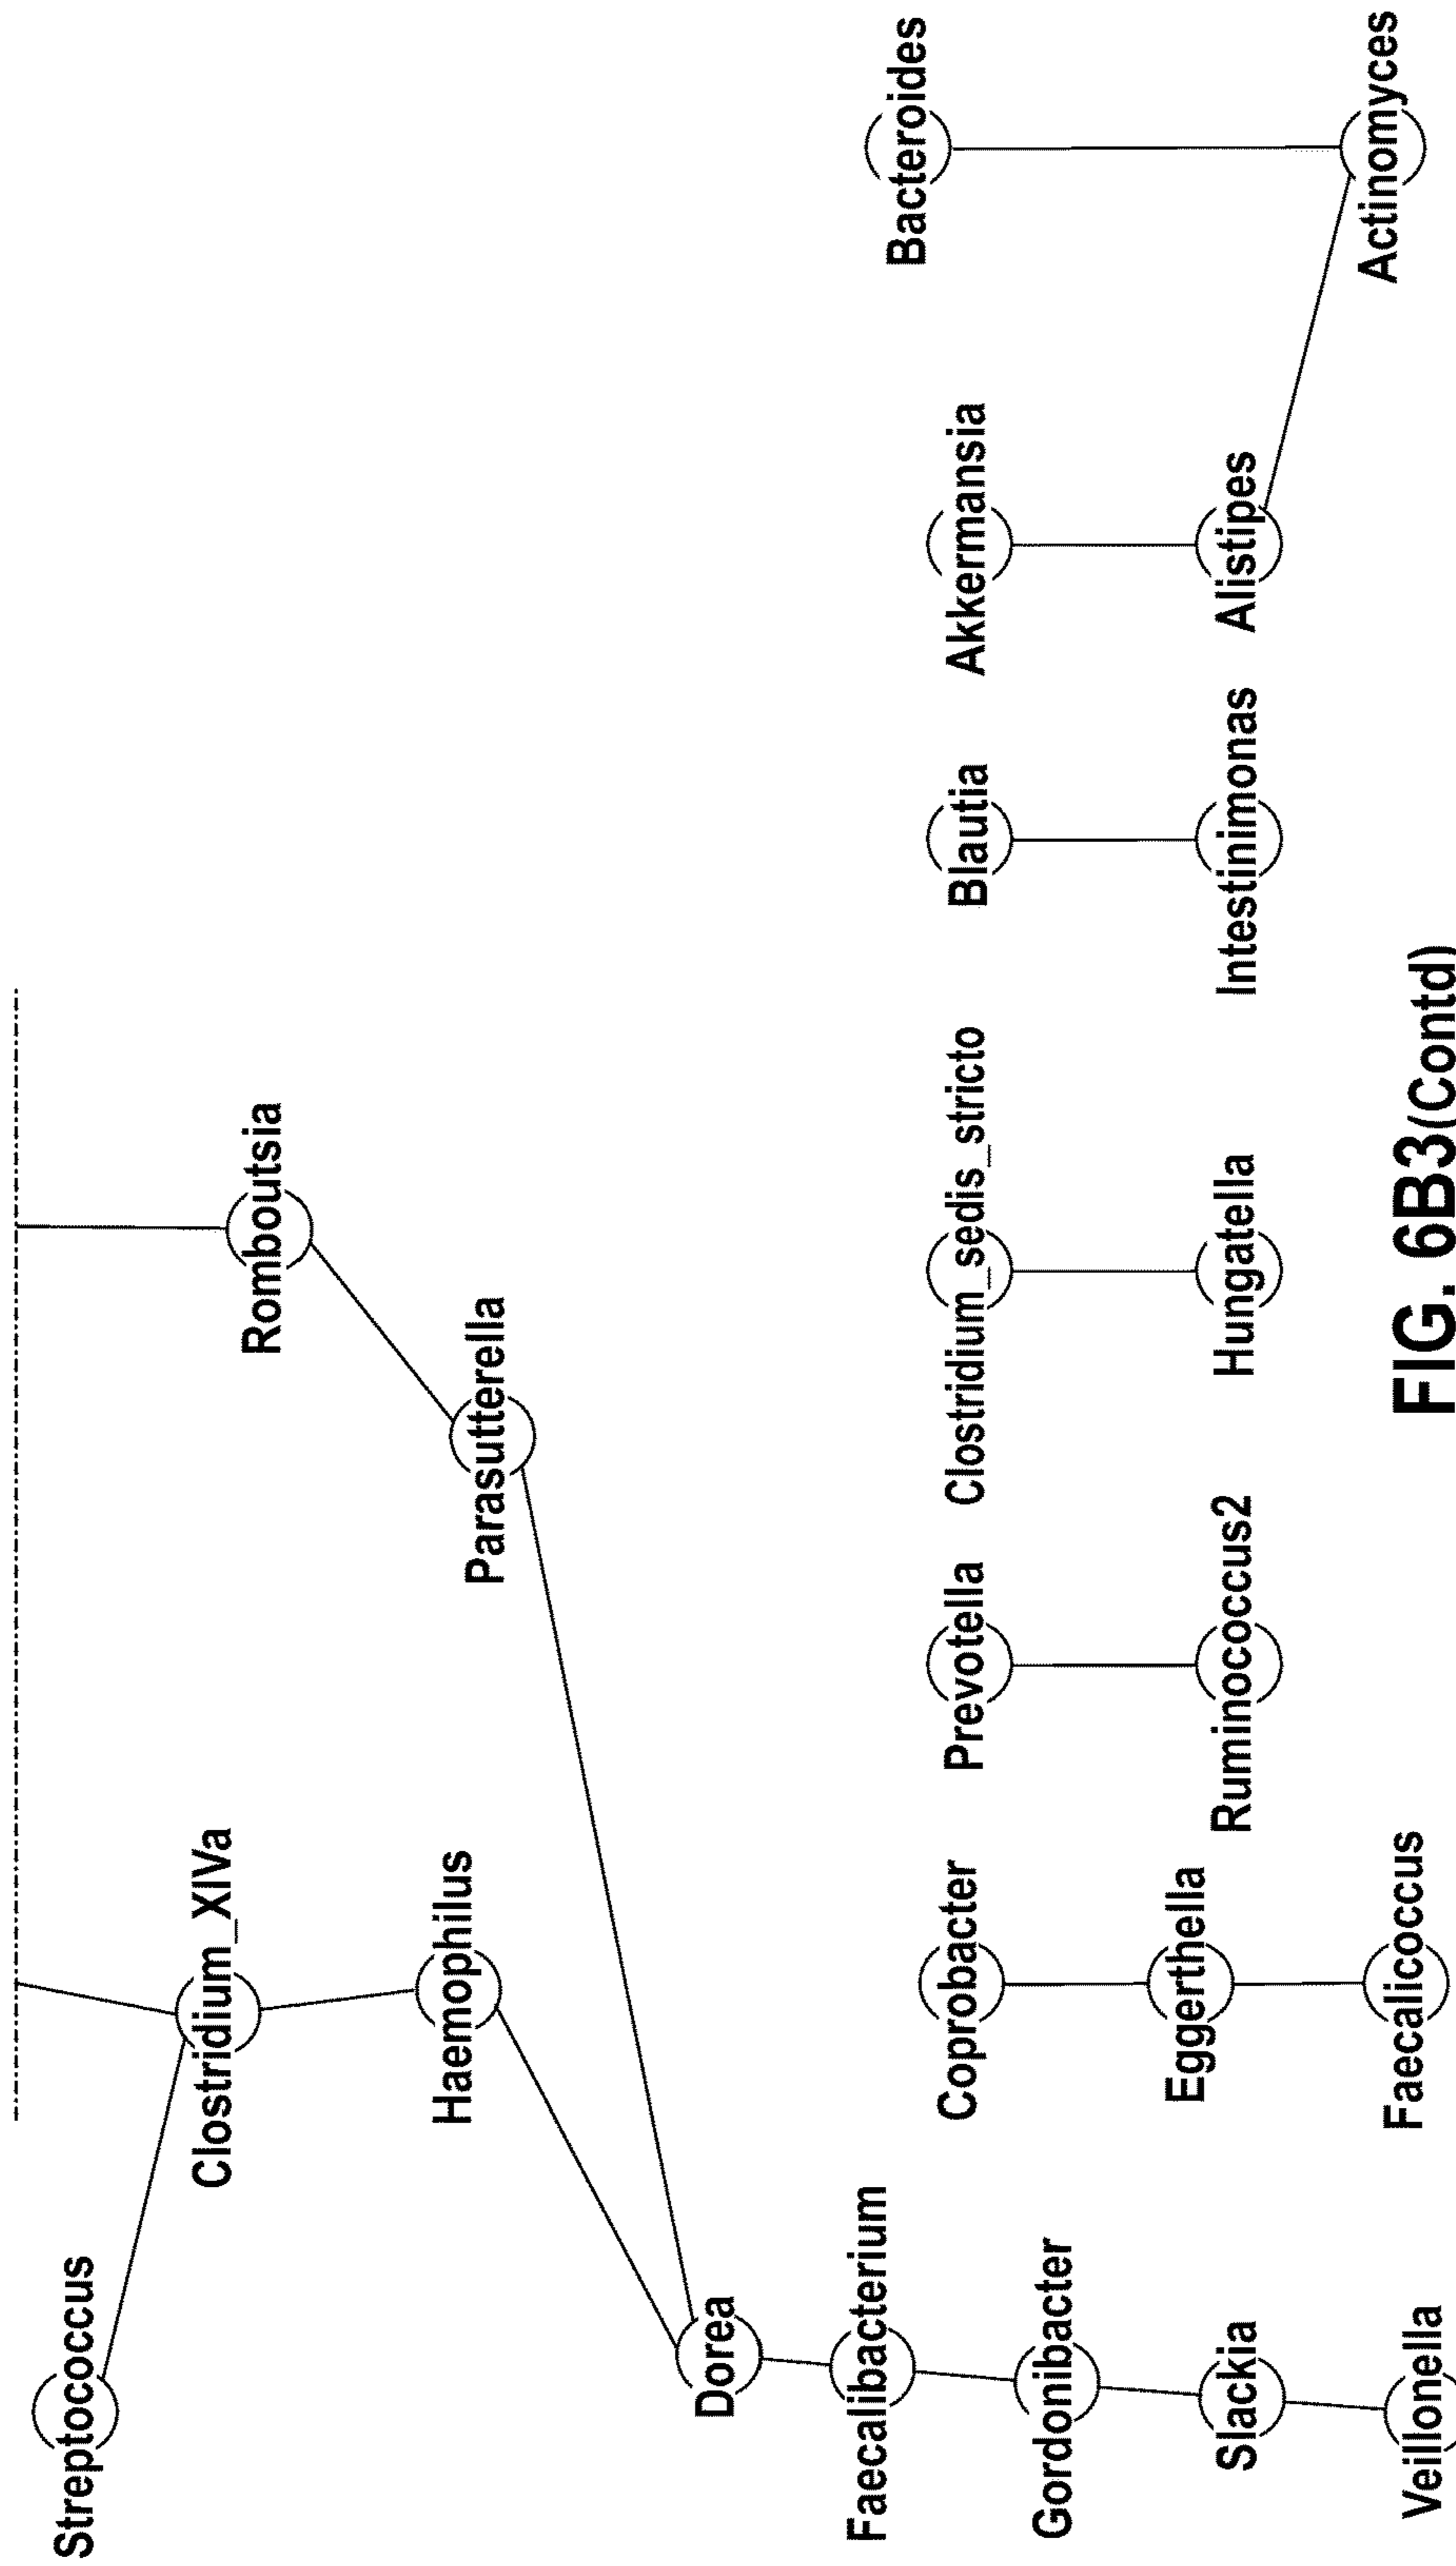 Streptococcus
Clostridium_XIVa
Romboutsia
Haemophilus
Parasutterella
Dorea
Faecalibacterium
Gordonibacter
Slackia
Veillonella
Coprobacter
Eggerthella
Faecalicoccus
Prevotella
Ruminococcus2
Clostridium_sedis_stricto
Hungatella
Blautia
Intestinimonas
Akkermansia
Alistipes
Bacteroides
Actinomyces
FIG. 6B3(Contd)